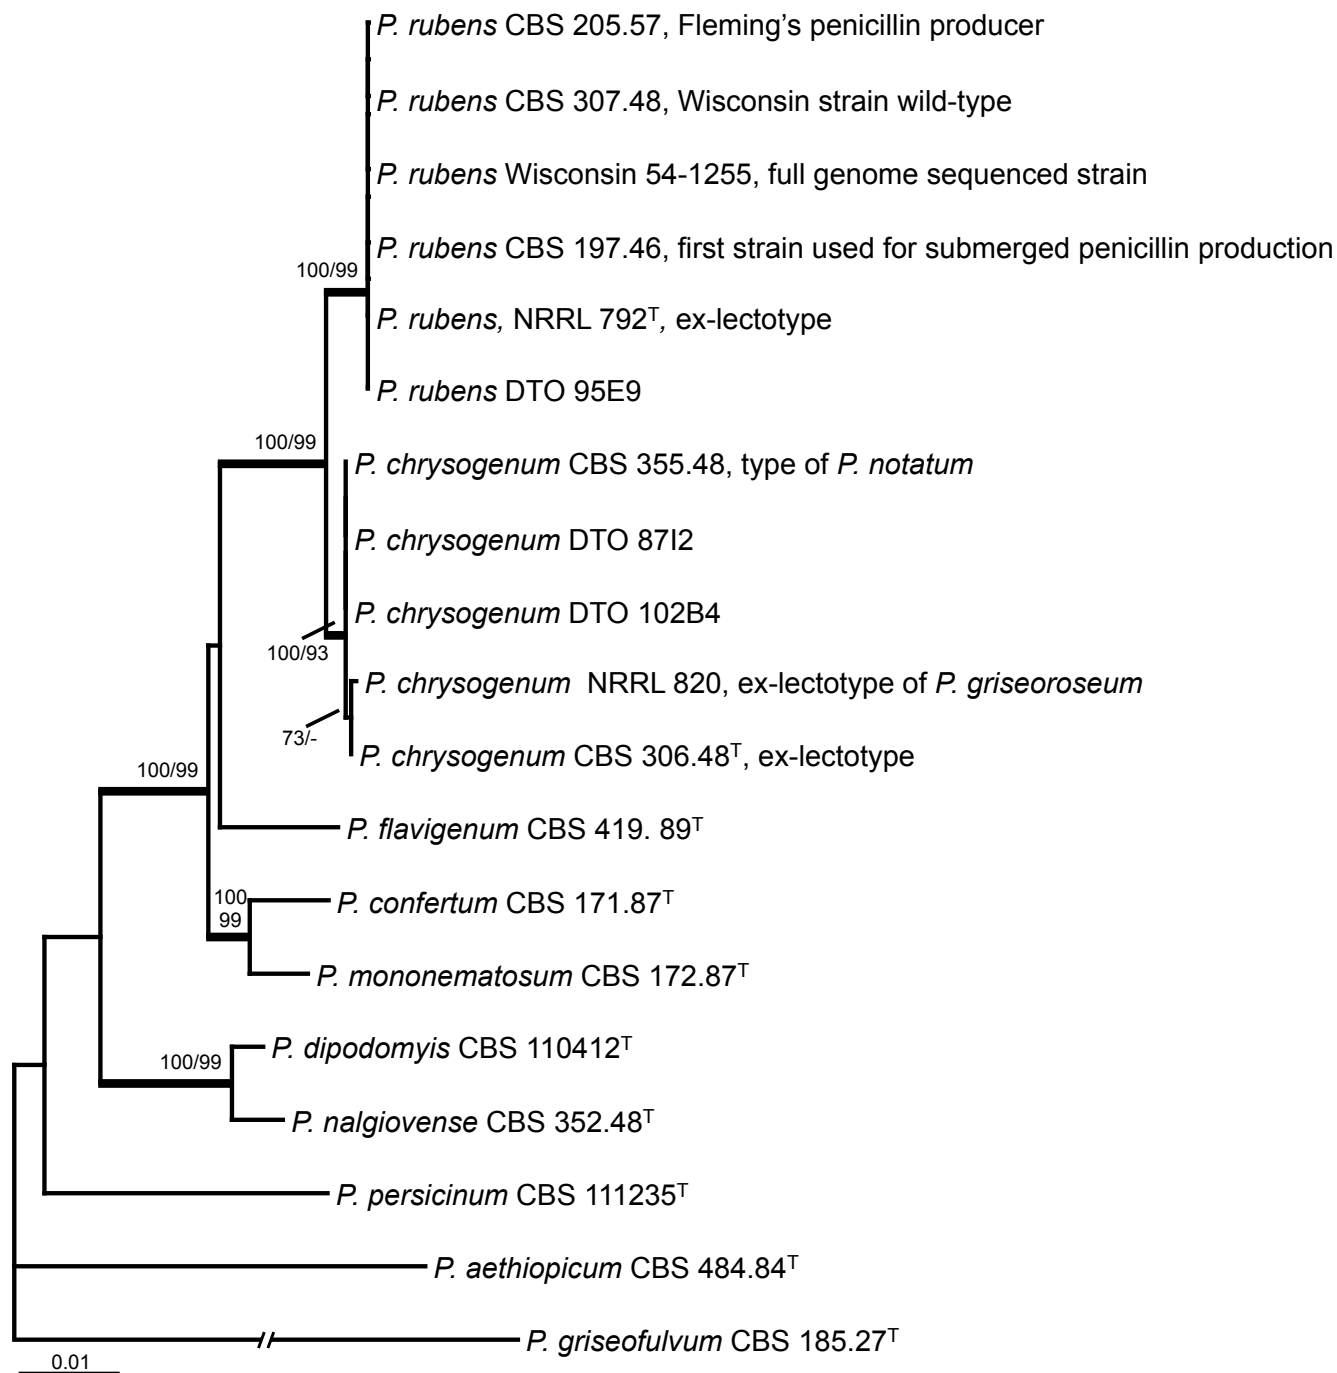 P. rubens CBS 205.57, Fleming’s penicillin producer
P. rubens CBS 307.48, Wisconsin strain wild-type
P. rubens Wisconsin 54-1255, full genome sequenced strain
P. rubens CBS 197.46, first strain used for submerged penicillin production
100/99
P. rubens, NRRL 792ᵀ, ex-lectotype
P. rubens DTO 95E9
100/99
P. chrysogenum CBS 355.48, type of P. notatum
P. chrysogenum DTO 87I2
P. chrysogenum DTO 102B4
100/93
P. chrysogenum NRRL 820, ex-lectotype of P. griseoroseum
73/-
P. chrysogenum CBS 306.48ᵀ, ex-lectotype
100/99
P. flavigenum CBS 419. 89ᵀ
100
99
P. confertum CBS 171.87ᵀ
P. mononematosum CBS 172.87ᵀ
P. dipodomyis CBS 110412ᵀ
100/99
P. nalgiovense CBS 352.48ᵀ
P. persicinum CBS 111235ᵀ
P. aethiopicum CBS 484.84ᵀ
P. griseofulvum CBS 185.27ᵀ
0.01